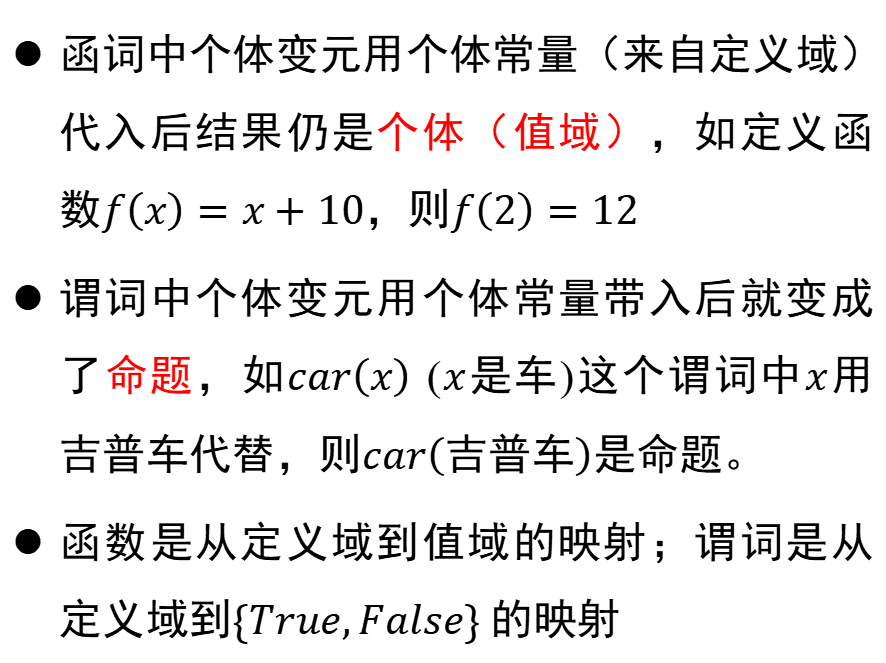 ● 函词中个体变元用个体常量（来自定义域）
代入后结果仍是个体（值域），如定义函
数f(x) = x + 10，则f(2) = 12
● 谓词中个体变元用个体常量带入后就变成
了命题，如car(x) (x是车)这个谓词中x用
吉普车代替，则car(吉普车)是命题。
● 函数是从定义域到值域的映射；谓词是从
定义域到{True, False} 的映射